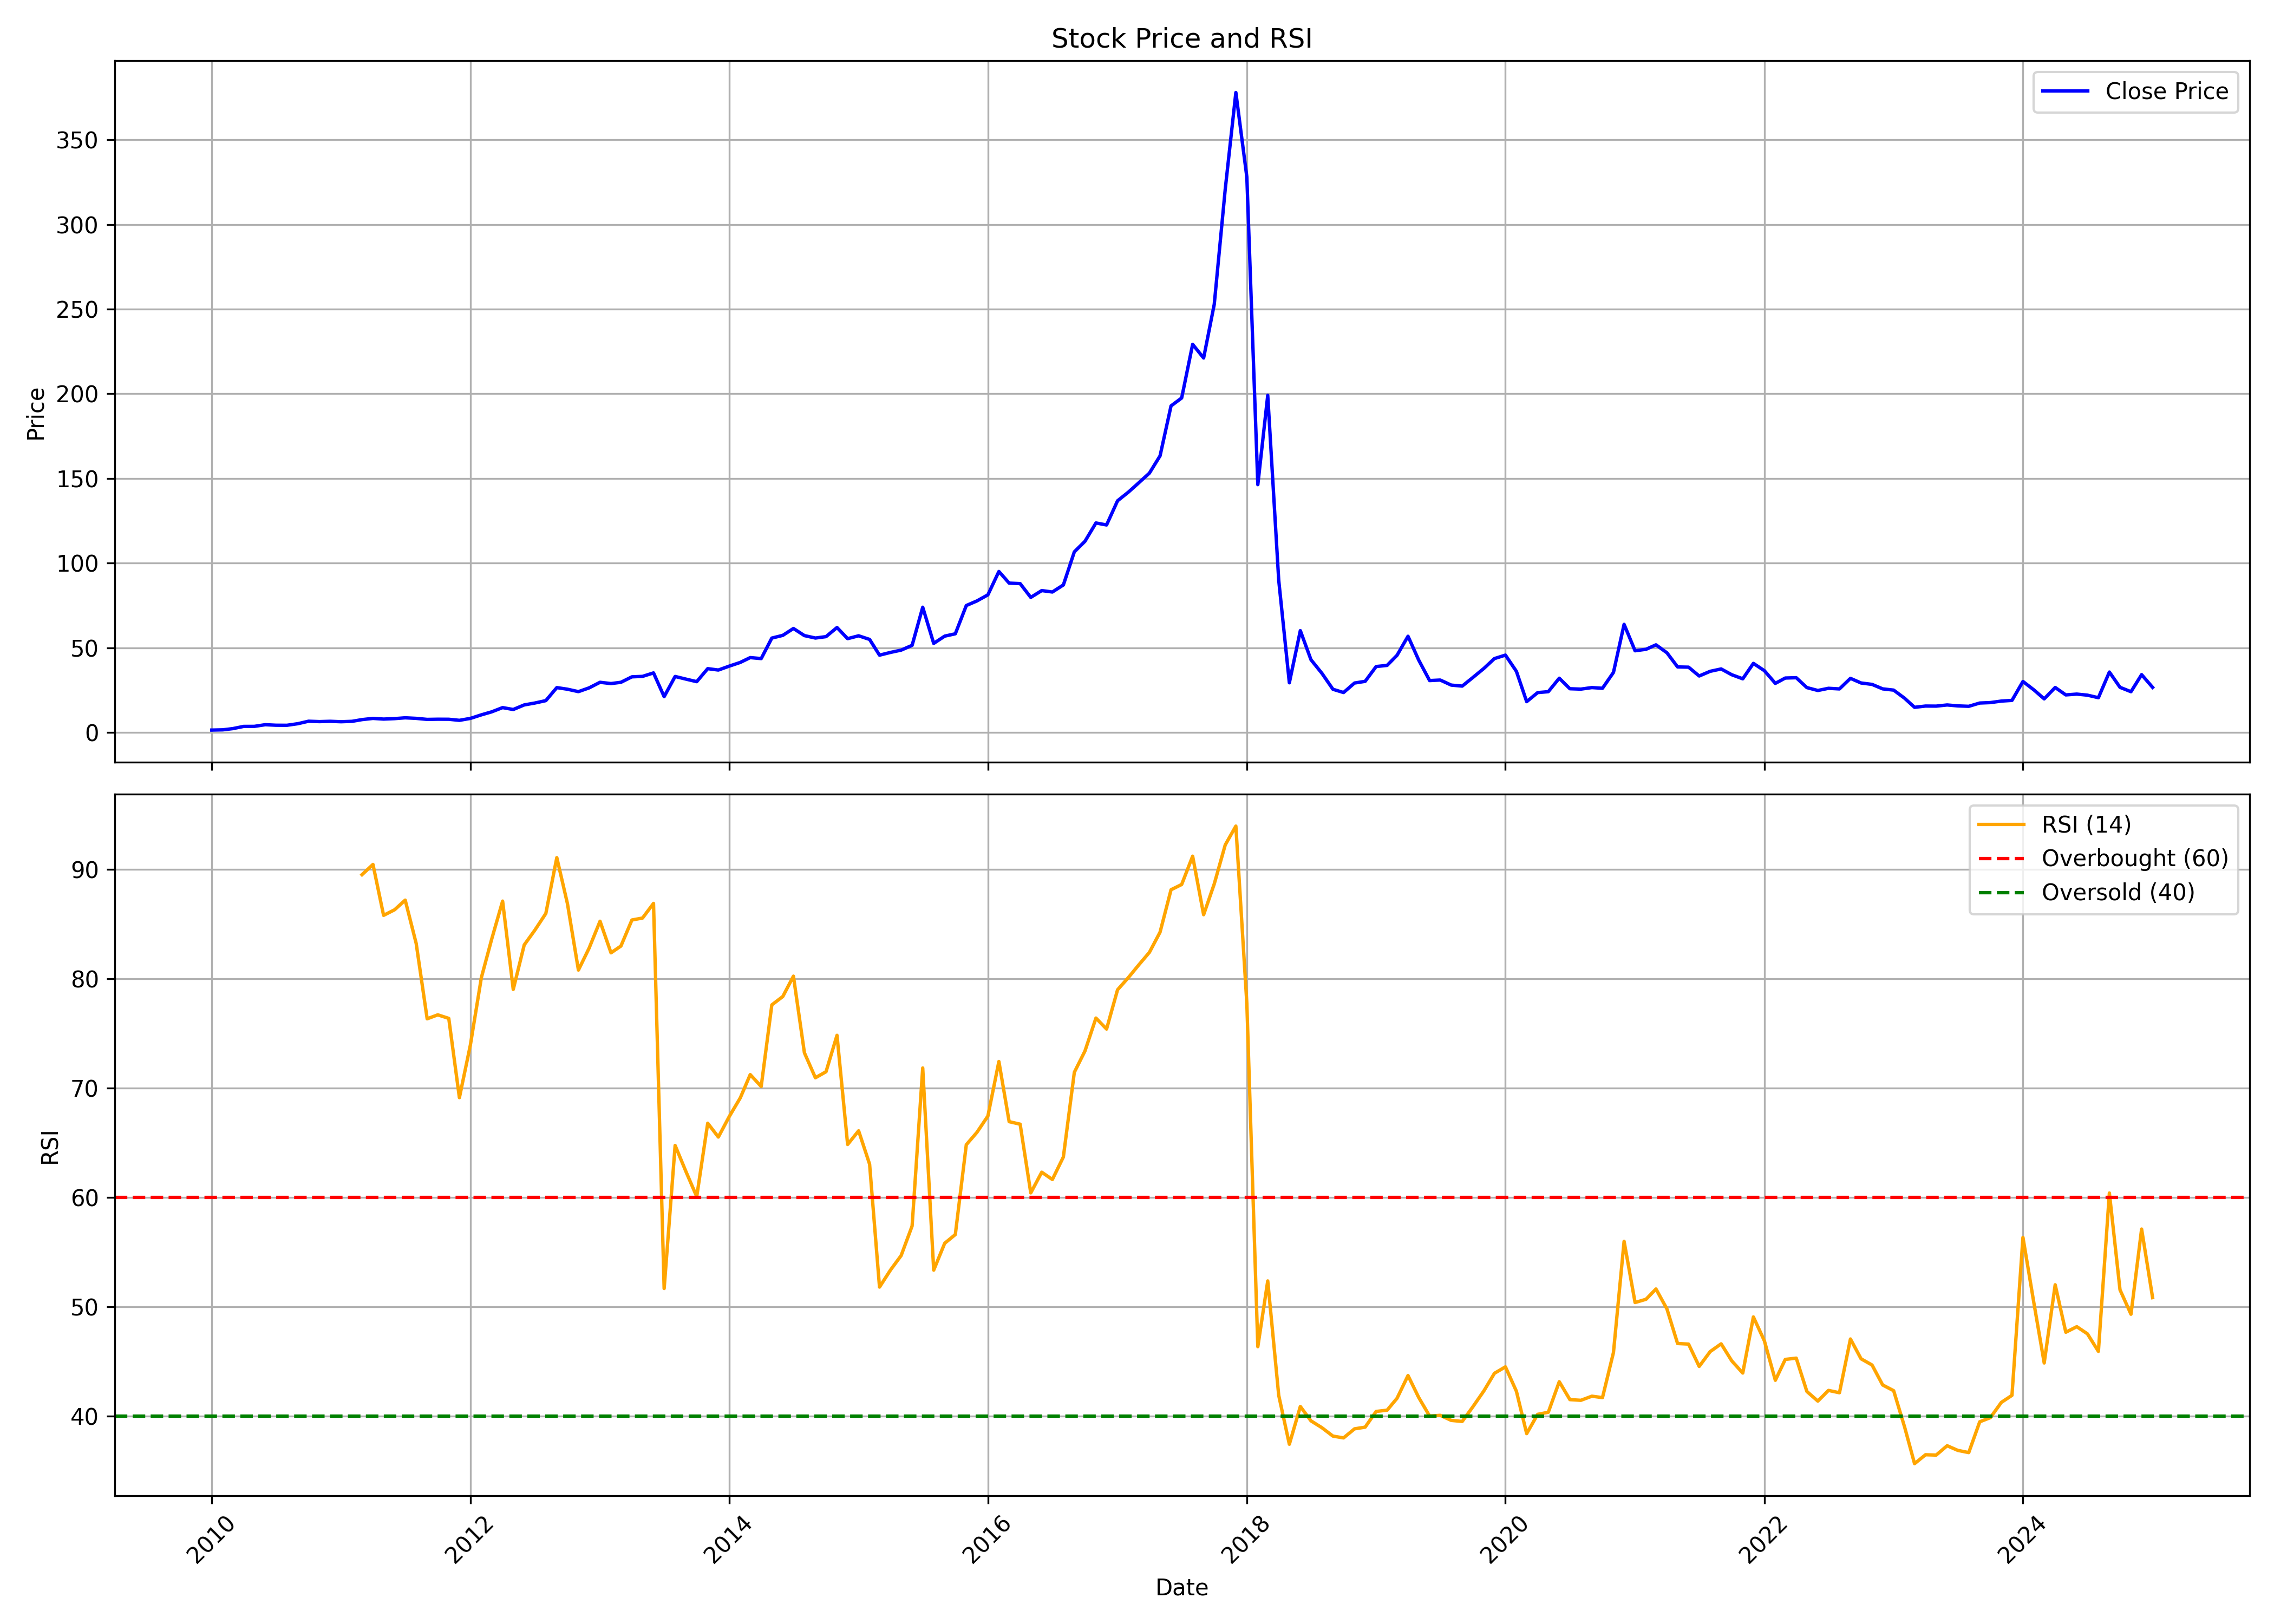 Stock Price and RSI
Close Price
350
300
250
200
150
100
50
0
Price
RSI (14)
Overbought (60)
Oversold (40)
90
80
70
60
50
40
RSI
2010
2012
2014
2016
2018
2020
2022
2024
Date